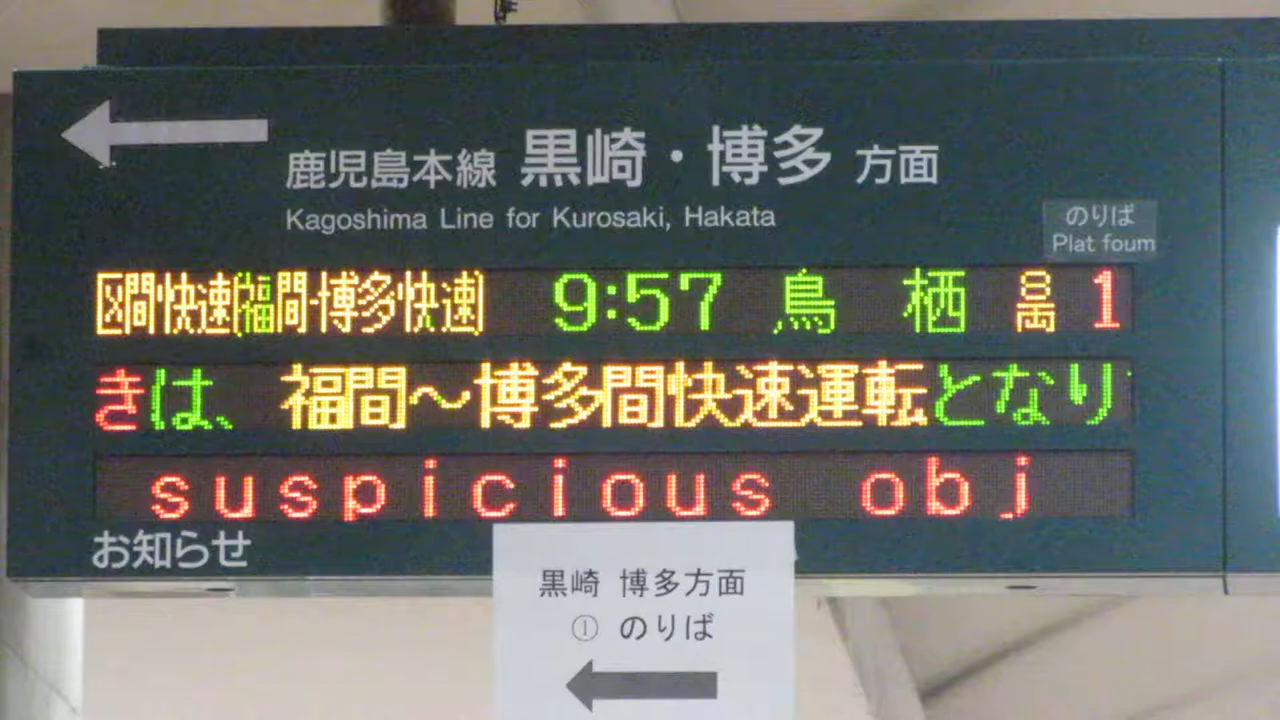 鹿児島本線 黒崎・博多 方面
Kagoshima Line for Kurosaki, Hakata
のりば
Plat foum
区間快速(福間-博多快速) 9:57 鳥 栖 8両 1
きは、 福間～博多間快速運転となり
suspicious obj
お知らせ
黒崎 博多方面
① のりば